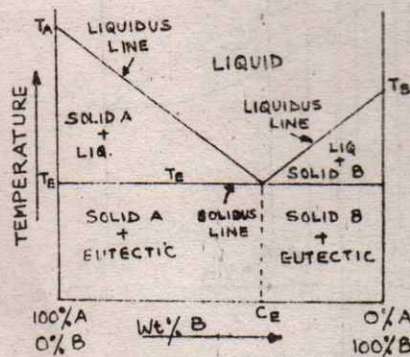 TA
LIQUIDUS
LINE
LIQUID
TB
LIQUIDUS
LINE
SOLID A
+
LIQ.
LIQ
+
SOLID B
TEMPERATURE
TE
TE
SOLID A
+
EUTECTIC
SOLIDUS
LINE
SOLID B
+
EUTECTIC
100% A
0% B
Wt% B
CE
0% A
100% B